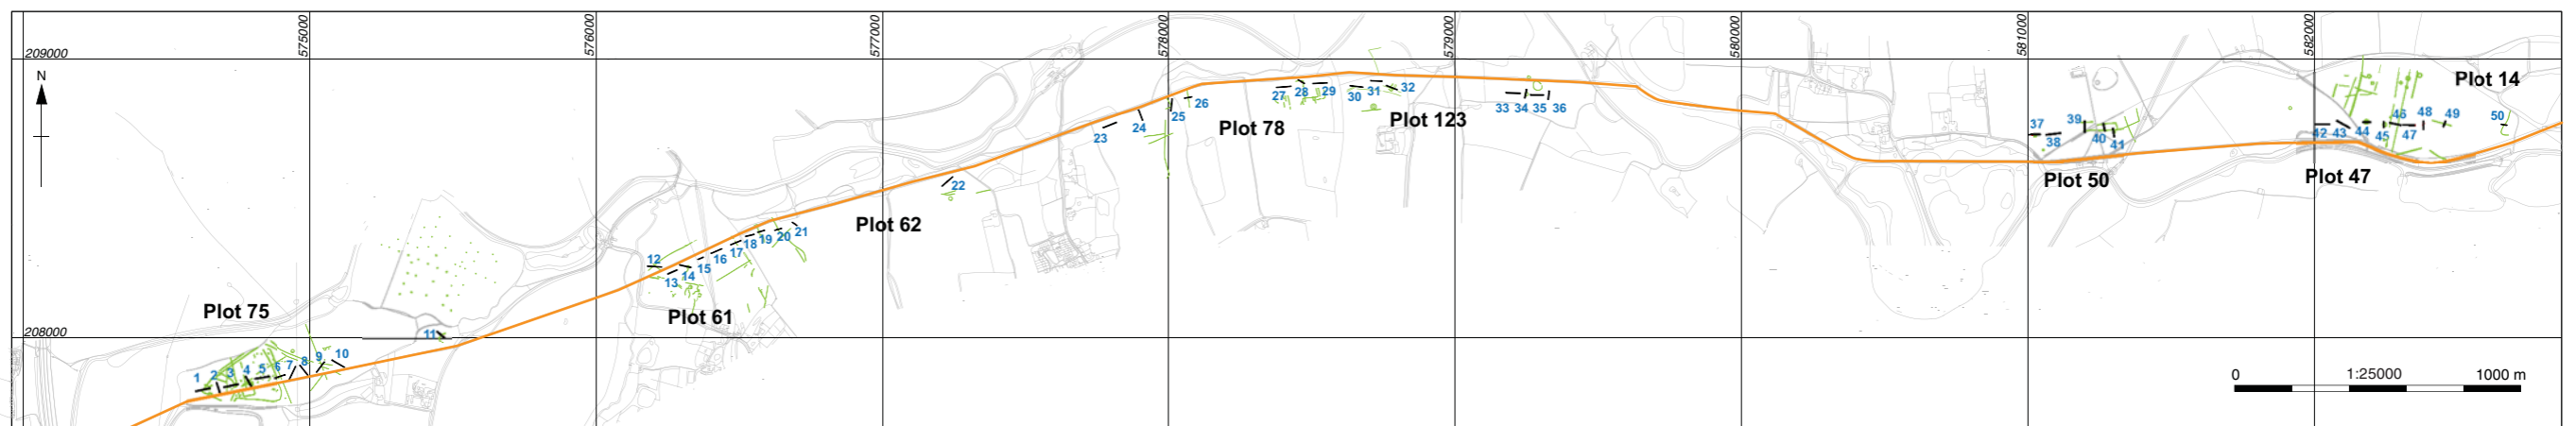 575000
576000
577000
578000
579000
580000
581000
582000
209000
N
208000
Plot 75
1 2 3 4 5 6 7 8 9 10
11
Plot 61
12
13 14 15 16 17 18 19 20 21
Plot 62
22
23 24 25 26
Plot 78
27 28 29
30 31 32
Plot 123
33 34 35 36
37
38
39
40
41
Plot 50
42 43 44
45
46
47
48
49
50
Plot 47
Plot 14
0 1:25000 1000 m